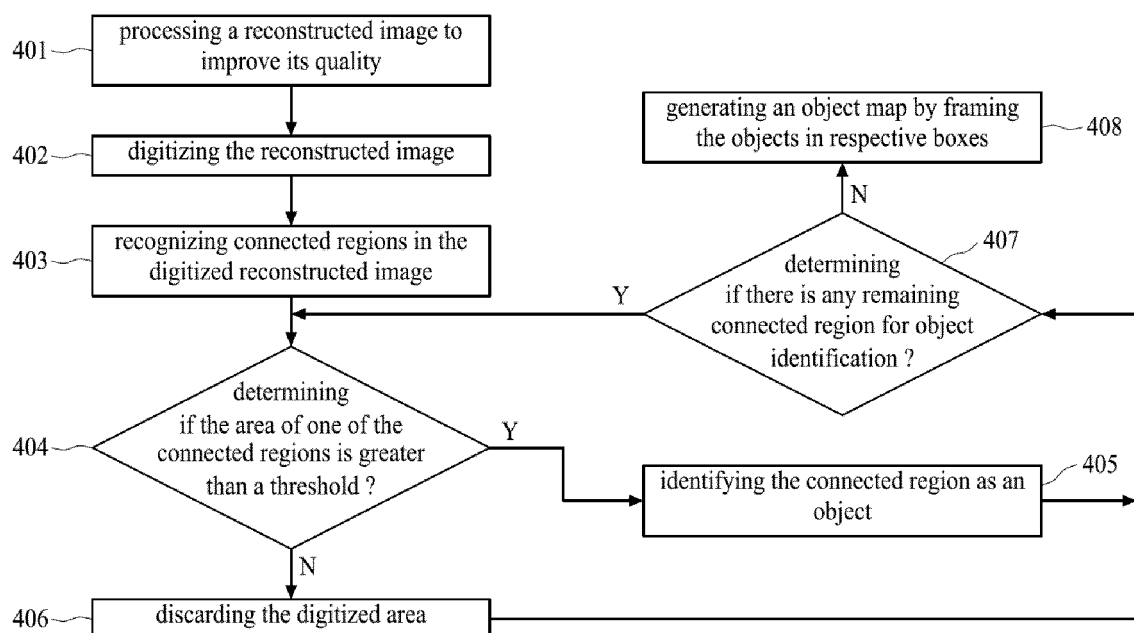 401
processing a reconstructed image to
improve its quality
402
digitizing the reconstructed image
403
recognizing connected regions in the
digitized reconstructed image
404
determining
if the area of one of the
connected regions is greater
than a threshold ?
Y
N
405
identifying the connected region as an
object
406
discarding the digitized area
407
determining
if there is any remaining
connected region for object
identification ?
Y
N
408
generating an object map by framing
the objects in respective boxes